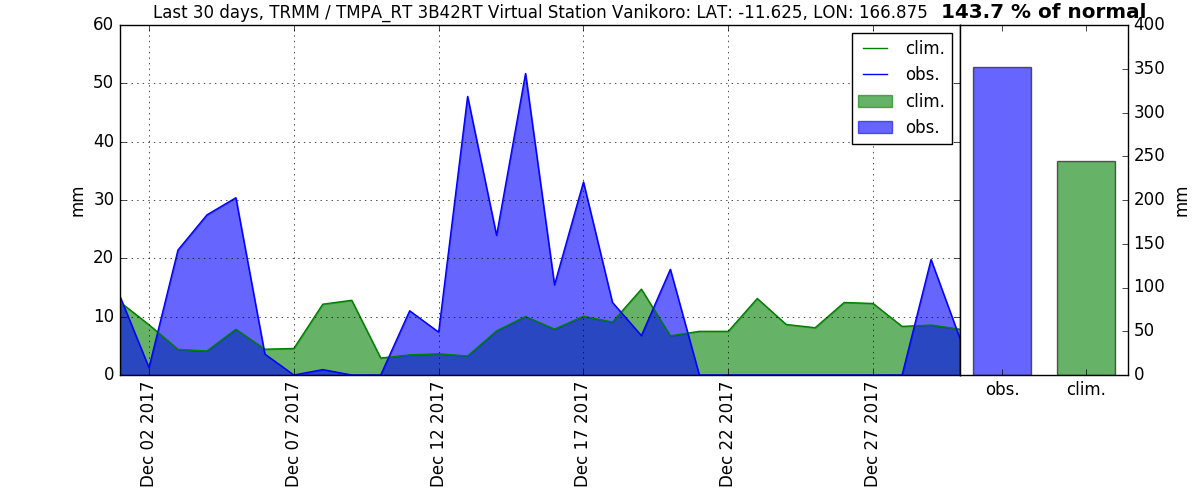 Last 30 days, TRMM / TMPA_RT 3B42RT Virtual Station Vanikoro: LAT: -11.625, LON: 166.875 143.7 % of normal
60
50
40
30
20
10
0
mm
clim.
obs.
clim.
obs.
Dec 02 2017
Dec 07 2017
Dec 12 2017
Dec 17 2017
Dec 22 2017
Dec 27 2017
400
350
300
250
200
150
100
50
0
mm
obs.
clim.